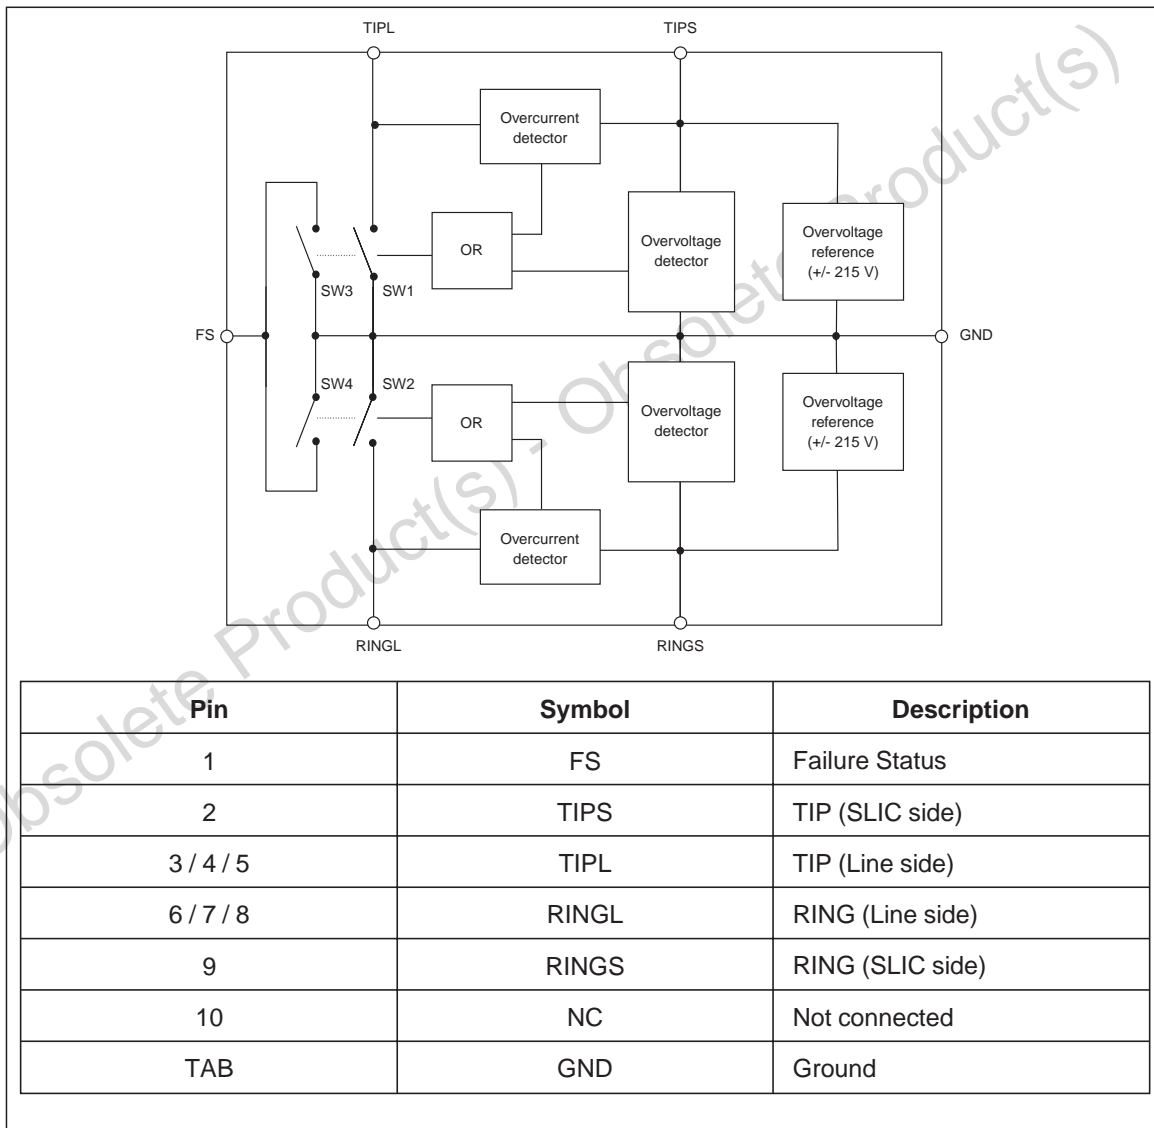 TIPL TIPS
Overcurrent
detector
OR
Overvoltage
detector
Overvoltage
reference
(+/- 215 V)
SW3 SW1
FS GND
SW4 SW2
OR
Overvoltage
detector
Overvoltage
reference
(+/- 215 V)
Overcurrent
detector
RINGL RINGS
Obsolete Product(s) - Obsolete Product(s)
Pin Symbol Description
1 FS Failure Status
2 TIPS TIP (SLIC side)
3 / 4 / 5 TIPL TIP (Line side)
6 / 7 / 8 RINGL RING (Line side)
9 RINGS RING (SLIC side)
10 NC Not connected
TAB GND Ground